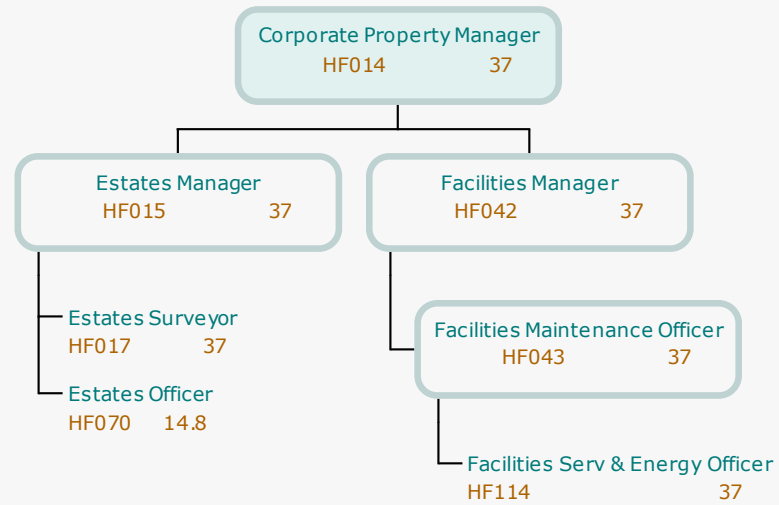 Corporate Property Manager
HF014 37
Estates Manager
HF015 37
Facilities Manager
HF042 37
Estates Surveyor
HF017 37
Estates Officer
HF070 14.8
Facilities Maintenance Officer
HF043 37
Facilities Serv & Energy Officer
HF114 37